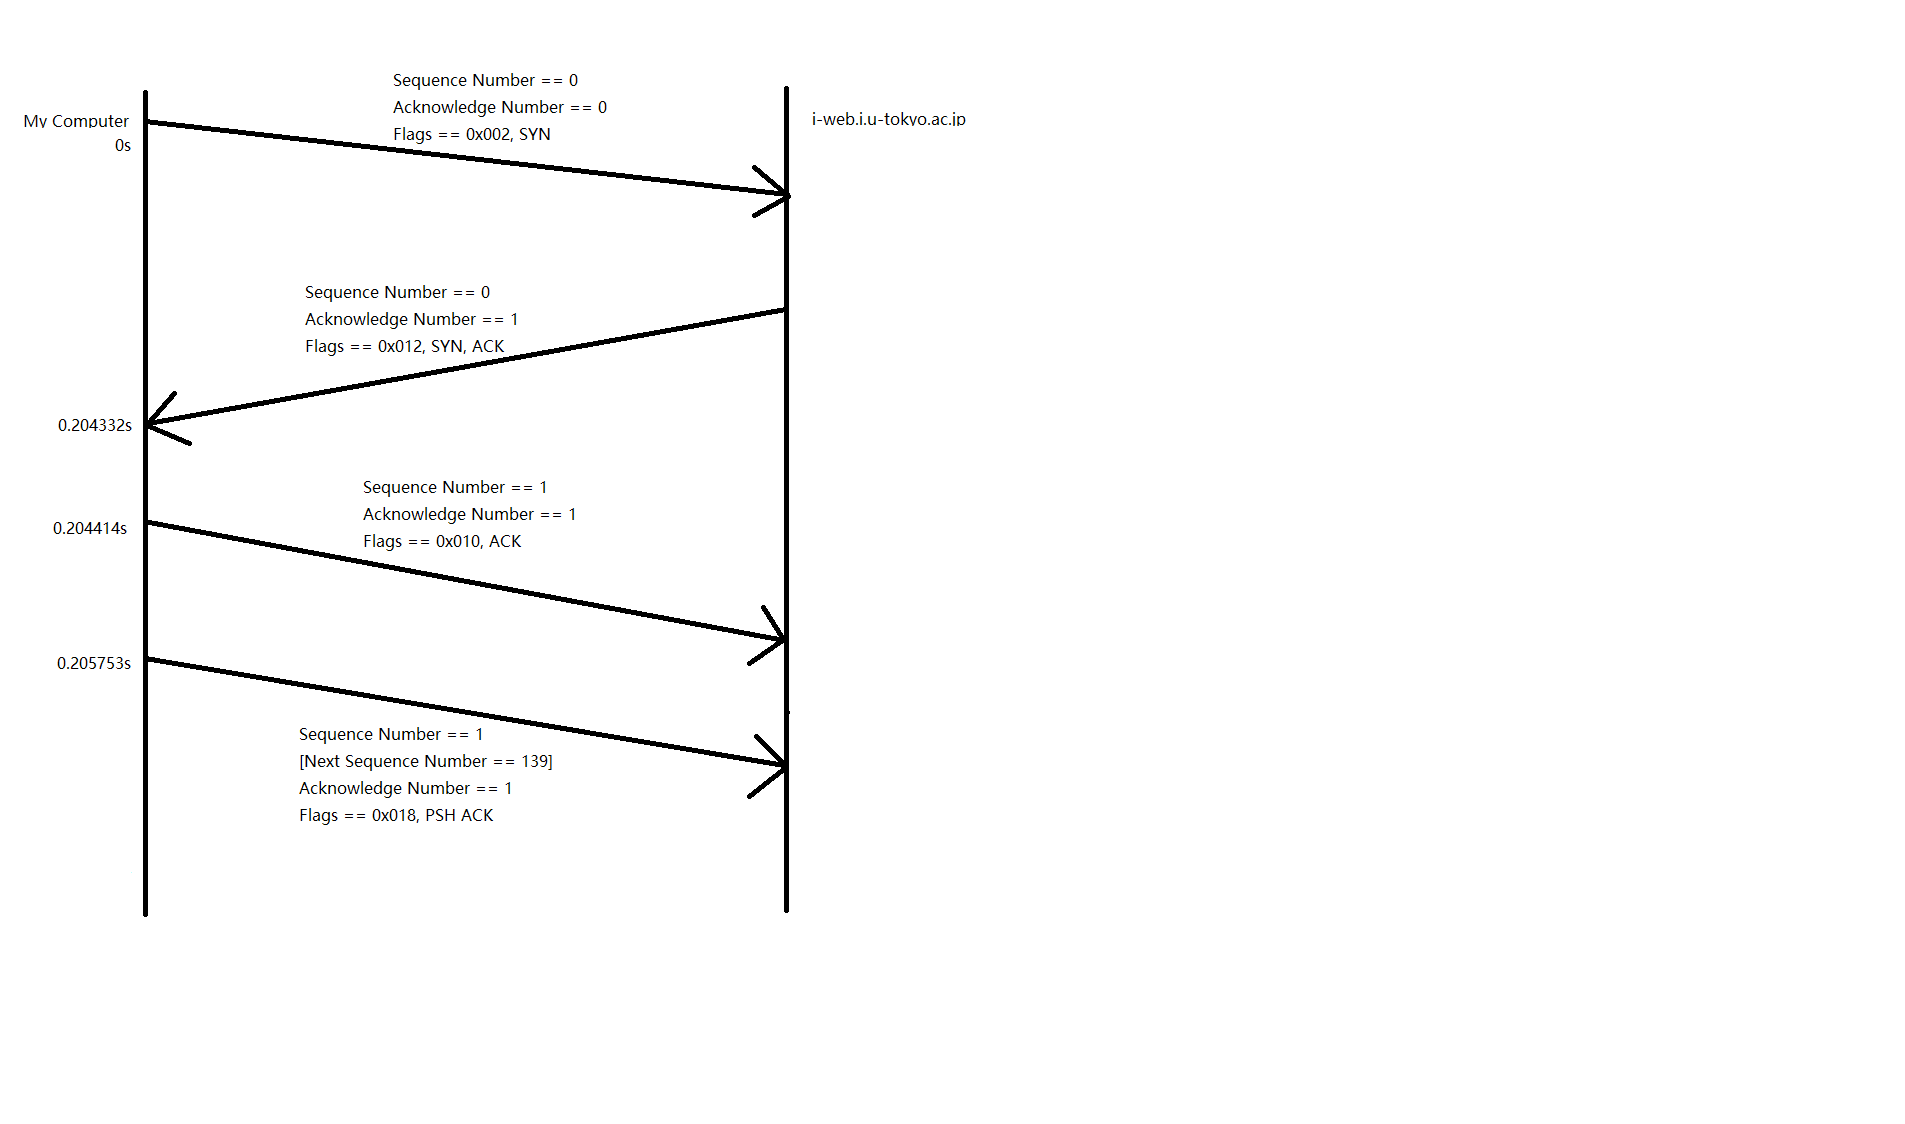 Sequence Number == 0
Acknowledge Number == 0
Flags == 0x002, SYN
My Computer
0s
i-web.i.u-tokyo.ac.jp
Sequence Number == 0
Acknowledge Number == 1
Flags == 0x012, SYN, ACK
0.204332s
Sequence Number == 1
Acknowledge Number == 1
Flags == 0x010, ACK
0.204414s
0.205753s
Sequence Number == 1
[Next Sequence Number == 139]
Acknowledge Number == 1
Flags == 0x018, PSH ACK